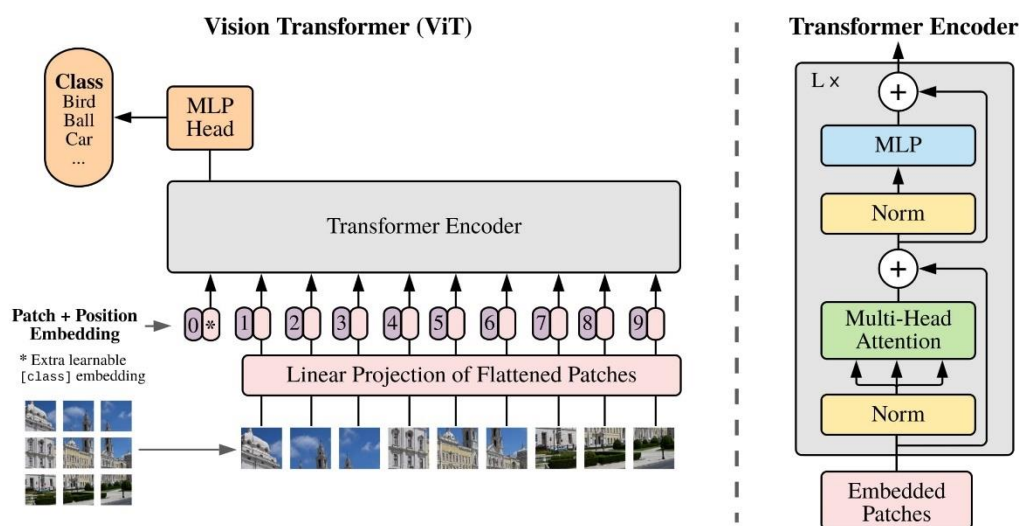 Vision Transformer (ViT)
Class
Bird
Ball
Car
...
MLP
Head
Transformer Encoder
Patch + Position
Embedding
0 * 1 2 3 4 5 6 7 8 9
* Extra learnable
[class] embedding
Linear Projection of Flattened Patches
Transformer Encoder
L ×
+
MLP
Norm
+
Multi-Head
Attention
Norm
Embedded
Patches